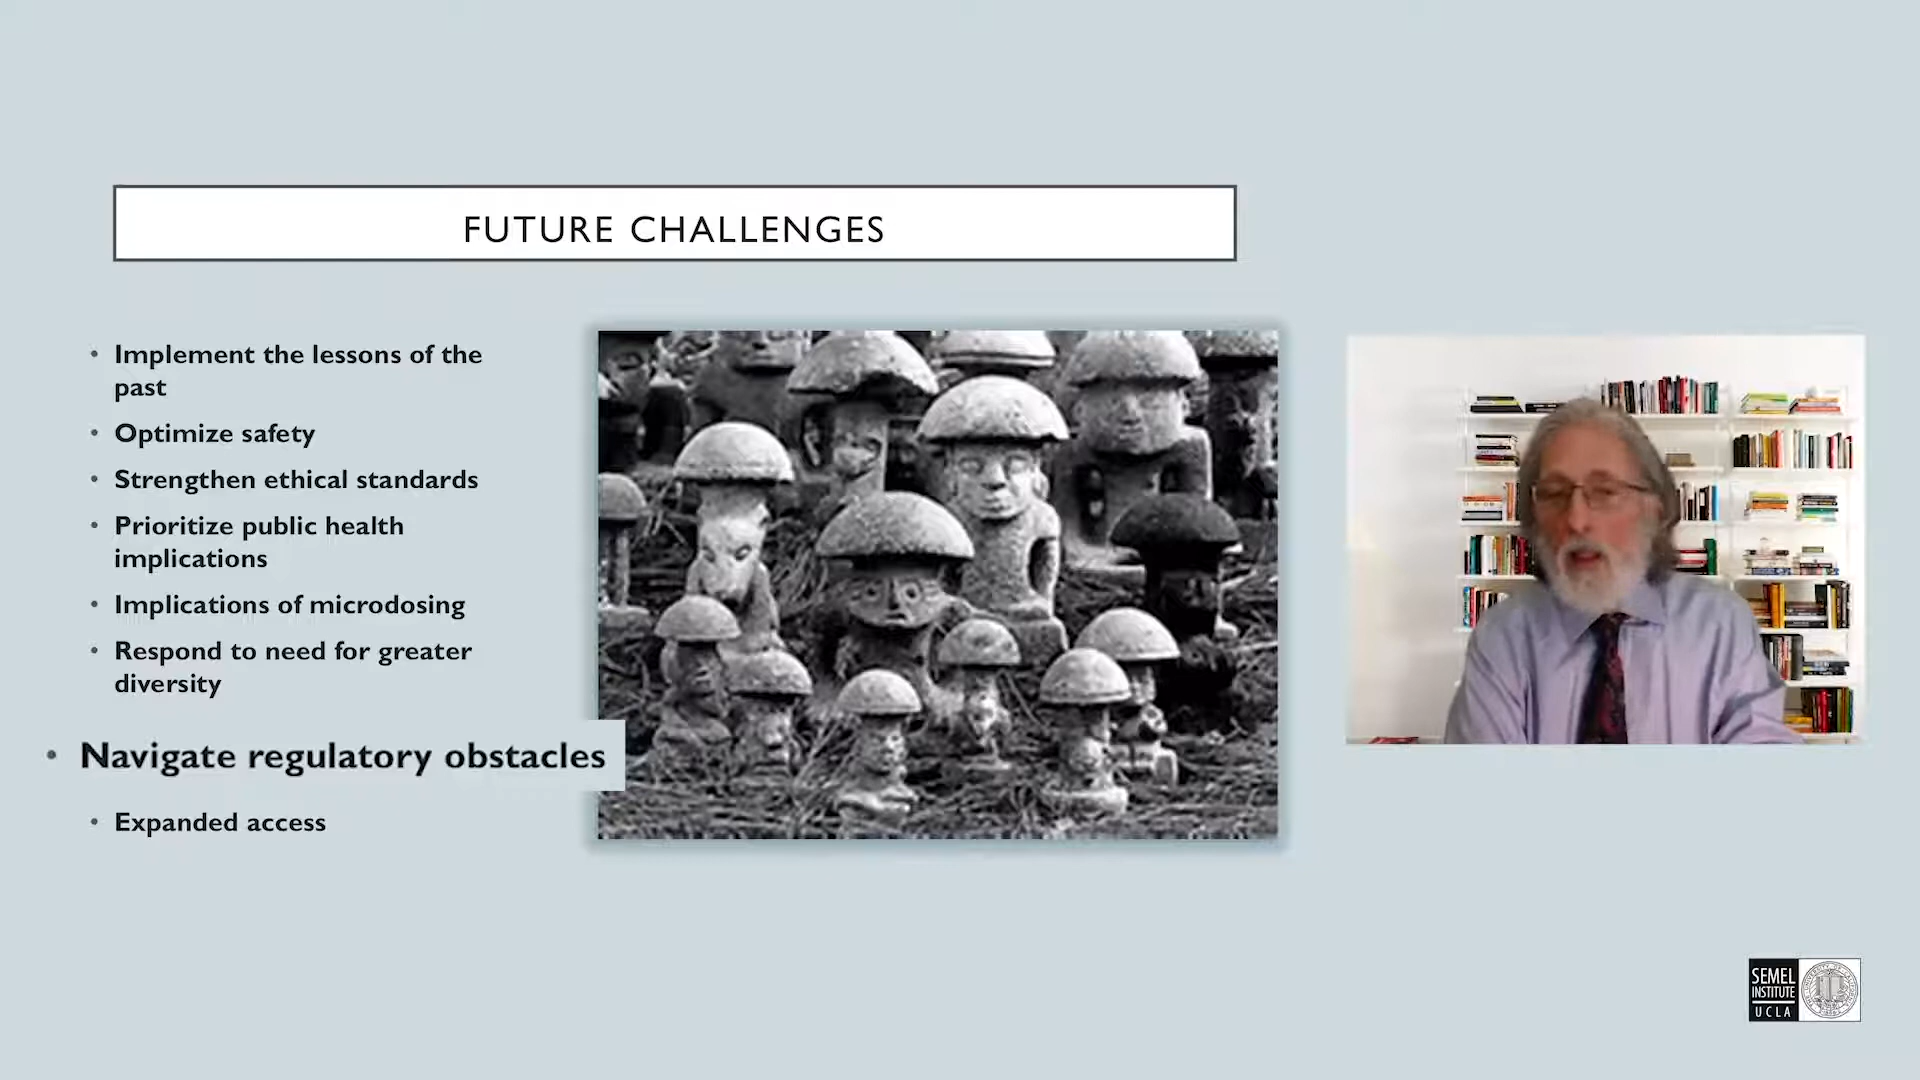 FUTURE CHALLENGES
• Implement the lessons of the
past
• Optimize safety
• Strengthen ethical standards
• Prioritize public health
implications
• Implications of microdosing
• Respond to need for greater
diversity
• Navigate regulatory obstacles
• Expanded access
SEMEL
INSTITUTE
UCLA